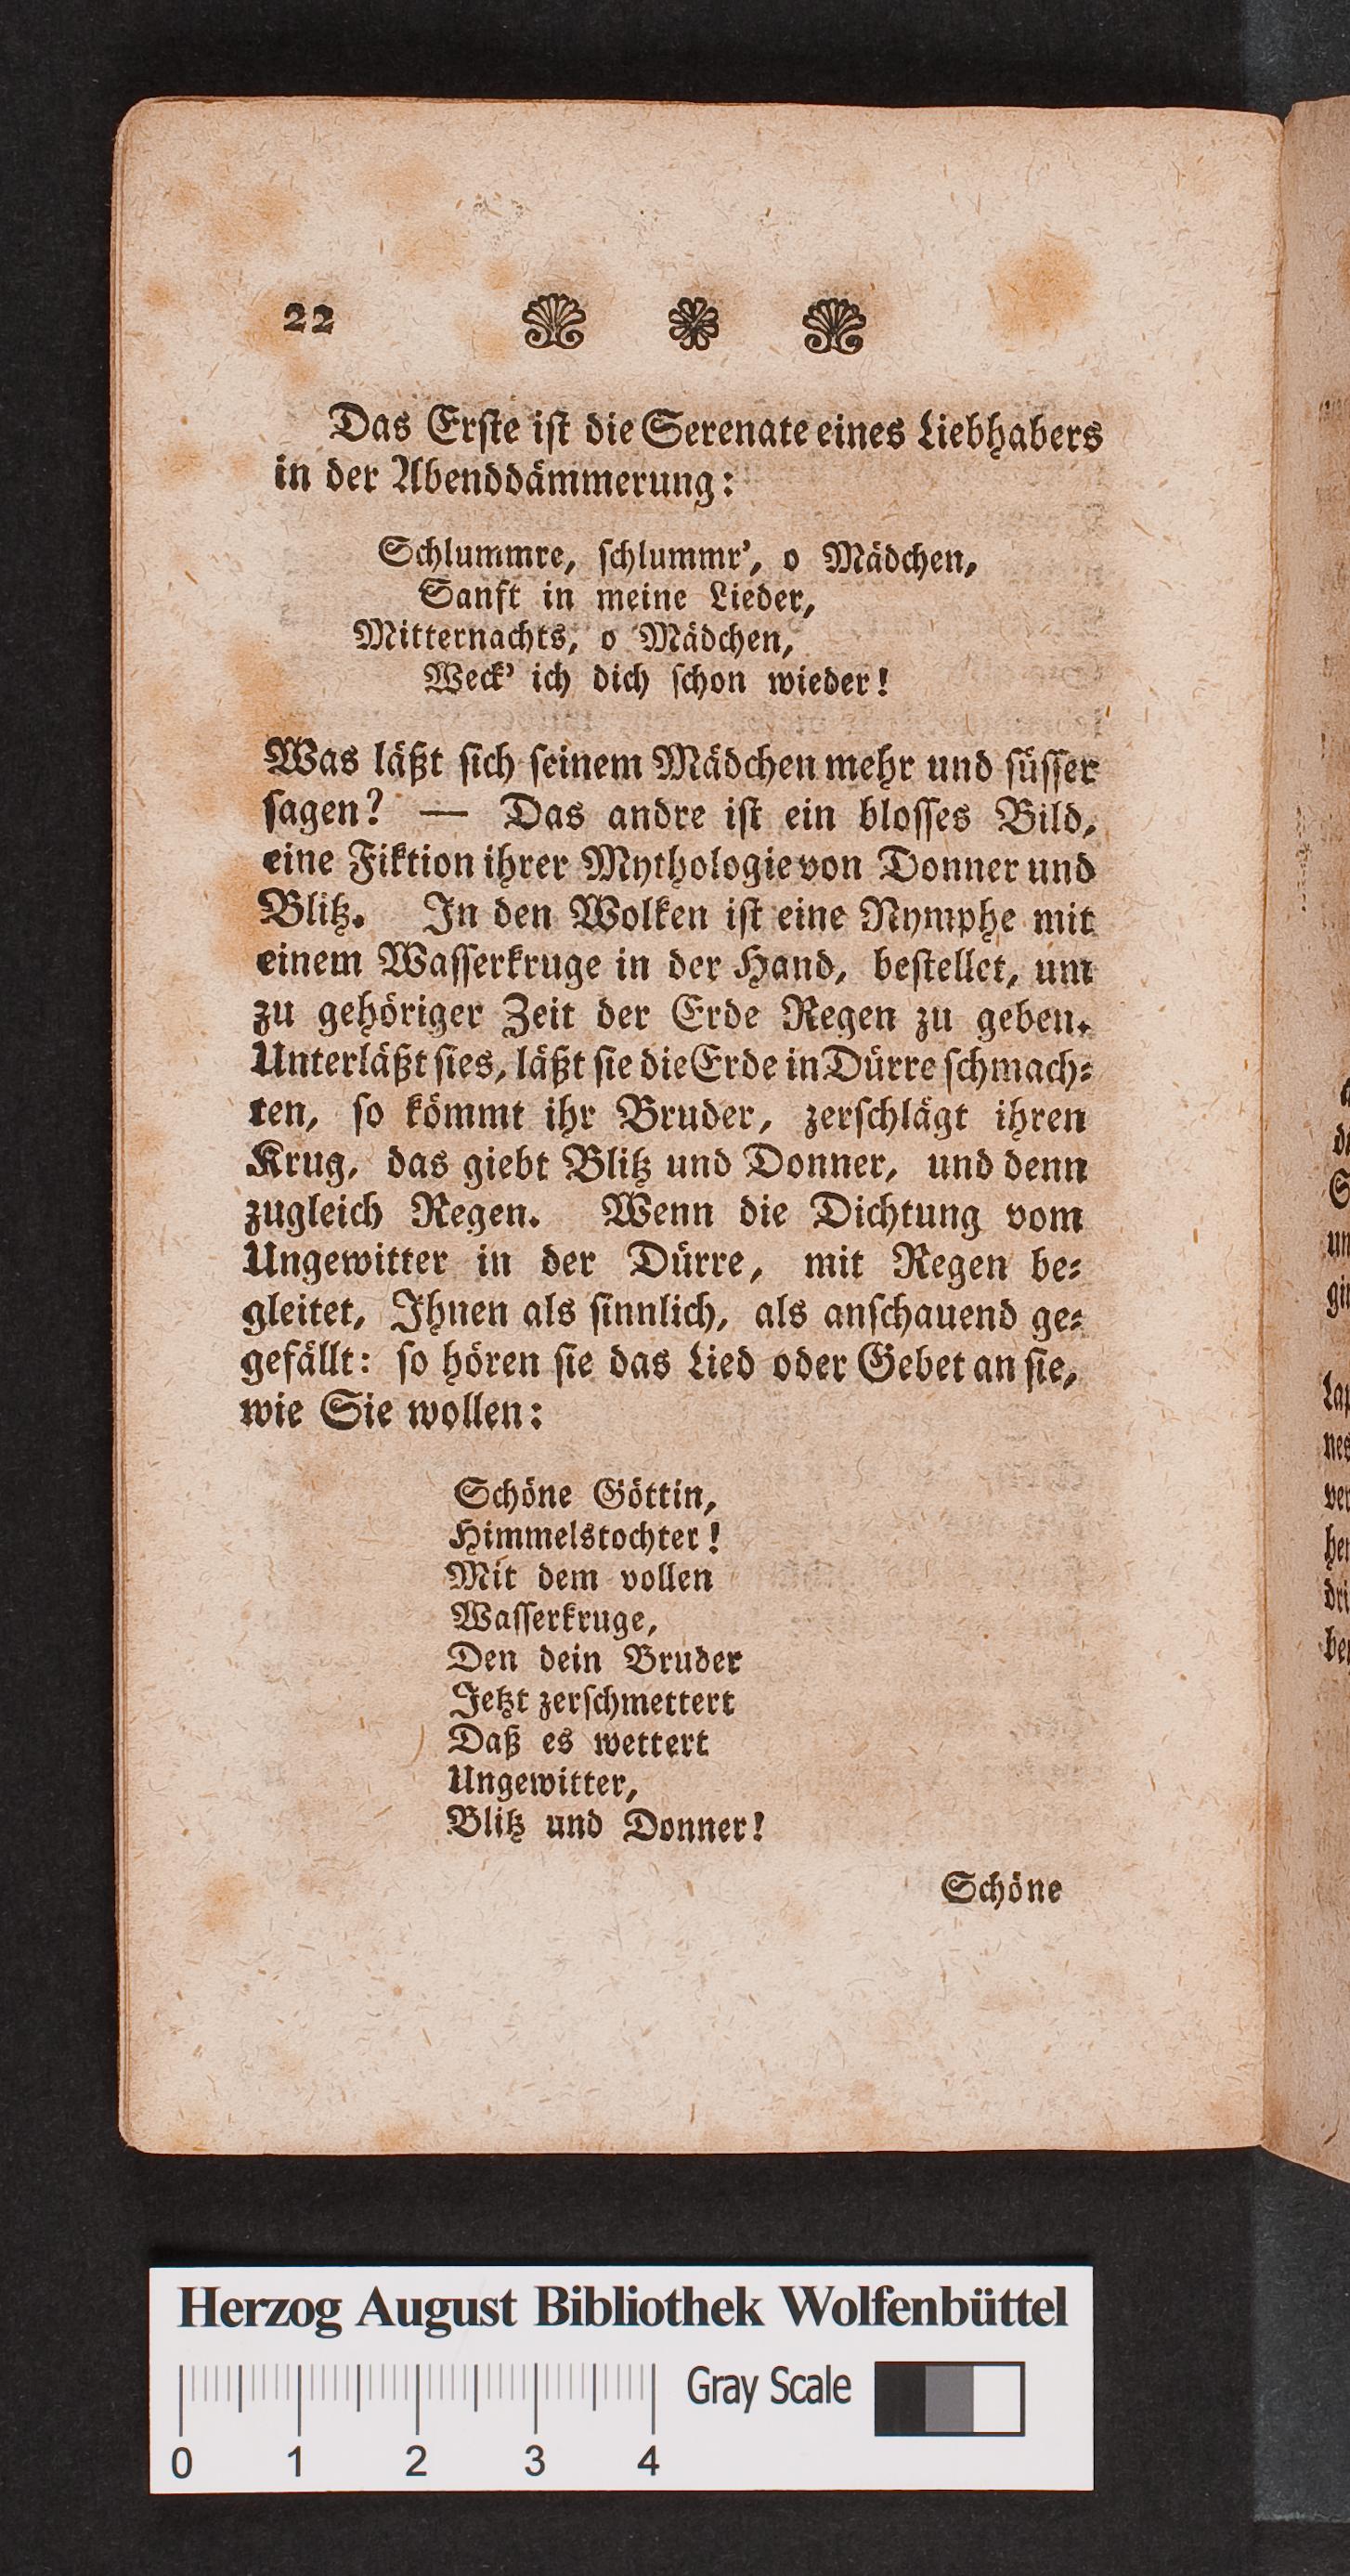 22
Das Erſte iſt die Serenate eines Liebhabers
in der Abenddämmerung:
Schlummre, ſchlummr’, o Mädchen,
Sanft in meine Lieder,
Mitternachts, o Mädchen,
Weck’ ich dich ſchon wieder!
Was läßt ſich ſeinem Mädchen mehr und ſüſſer
ſagen? — Das andre iſt ein bloſſes Bild,
eine Fiktion ihrer Mythologie von Donner und
Blitz. In den Wolken iſt eine Nymphe mit
einem Waſſerkruge in der Hand, beſtellet, um
zu gehöriger Zeit der Erde Regen zu geben.
Unterläßt ſies, läßt ſie die Erde in Dürre ſchmach⸗
ten, ſo kömmt ihr Bruder, zerſchlägt ihren
Krug, das giebt Blitz und Donner, und denn
zugleich Regen. Wenn die Dichtung vom
Ungewitter in der Dürre, mit Regen be⸗
gleitet, Ihnen als ſinnlich, als anſchauend ge⸗
gefällt: ſo hören ſie das Lied oder Gebet an ſie,
wie Sie wollen:
Schöne Göttin,
Himmelstochter!
Mit dem vollen
Waſſerkruge,
Den dein Bruder
Jetzt zerſchmettert
Daß es wettert
Ungewitter,
Blitz und Donner!
Schöne
Herzog August Bibliothek Wolfenbüttel
Gray Scale
0 1 2 3 4